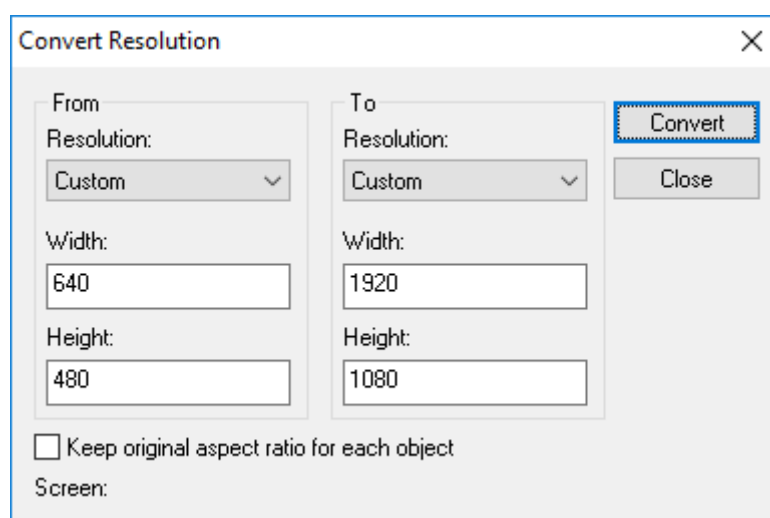 Convert Resolution
From
Resolution:
Custom
Width:
640
Height:
480
To
Resolution:
Custom
Width:
1920
Height:
1080
Convert
Close
Keep original aspect ratio for each object
Screen: